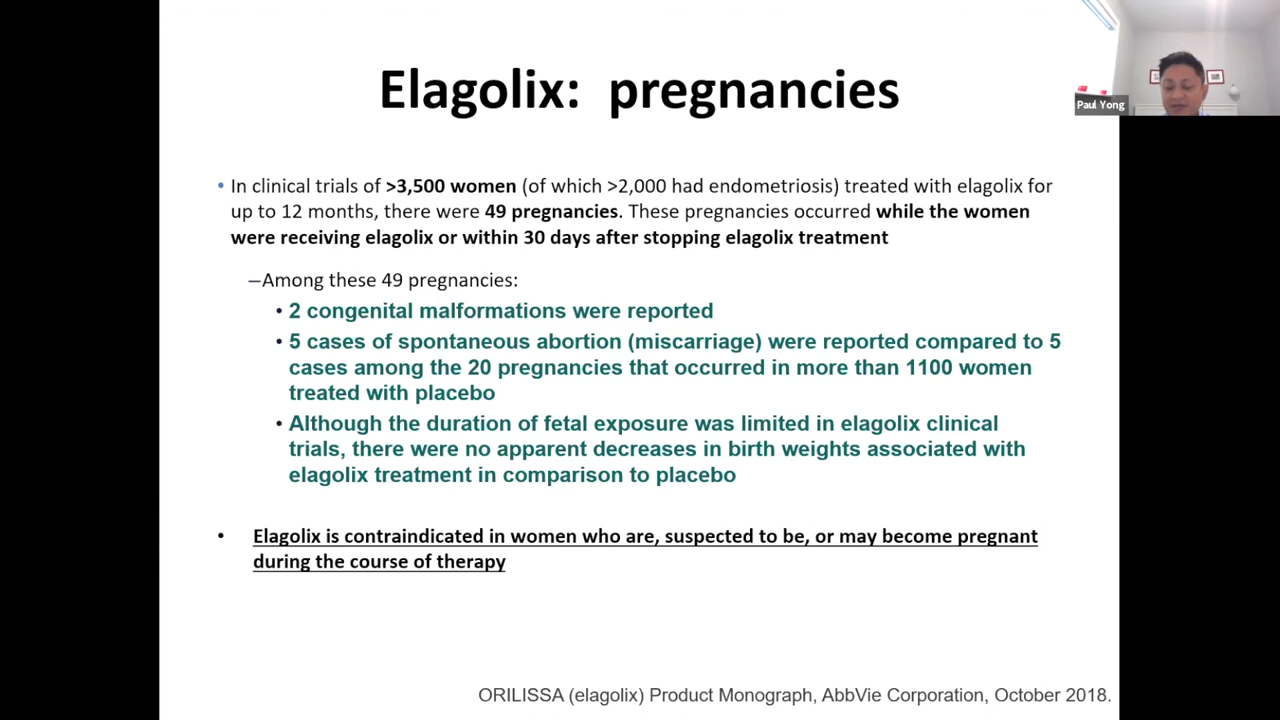 Elagolix: pregnancies
Paul Yong
• In clinical trials of >3,500 women (of which >2,000 had endometriosis) treated with elagolix for
up to 12 months, there were 49 pregnancies. These pregnancies occurred while the women
were receiving elagolix or within 30 days after stopping elagolix treatment
–Among these 49 pregnancies:
• 2 congenital malformations were reported
• 5 cases of spontaneous abortion (miscarriage) were reported compared to 5
cases among the 20 pregnancies that occurred in more than 1100 women
treated with placebo
• Although the duration of fetal exposure was limited in elagolix clinical
trials, there were no apparent decreases in birth weights associated with
elagolix treatment in comparison to placebo
• Elagolix is contraindicated in women who are, suspected to be, or may become pregnant
during the course of therapy
ORILISSA (elagolix) Product Monograph, AbbVie Corporation, October 2018.